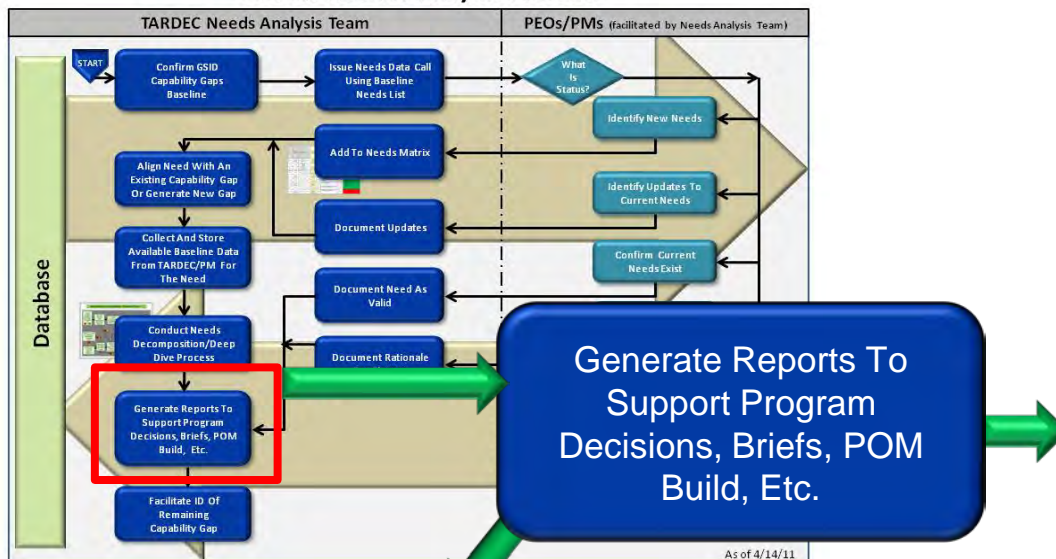 TARDEC Needs Analysis Team
PEOs/PMs (facilitated by Needs Analysis Team)
Database
START
Confirm GSID
Capability Gaps
Baseline
Issue Needs Data Call
Using Baseline
Needs List
What
Is
Status?
Identify New Needs
Add To Needs Matrix
Align Need With An
Existing Capability Gap
Or Generate New Gap
Identify Updates To
Current Needs
Document Updates
Collect And Store
Available Baseline Data
From TARDEC/PM For
The Need
Confirm Current
Needs Exist
Document Need As
Valid
Conduct Needs
Decomposition/Deep
Dive Process
Document Rationale
Generate Reports To
Support Program
Decisions, Briefs, POM
Build, Etc.
Generate Reports To
Support Program
Decisions, Briefs, POM
Build, Etc.
Facilitate ID Of
Remaining
Capability Gap
As of 4/14/11